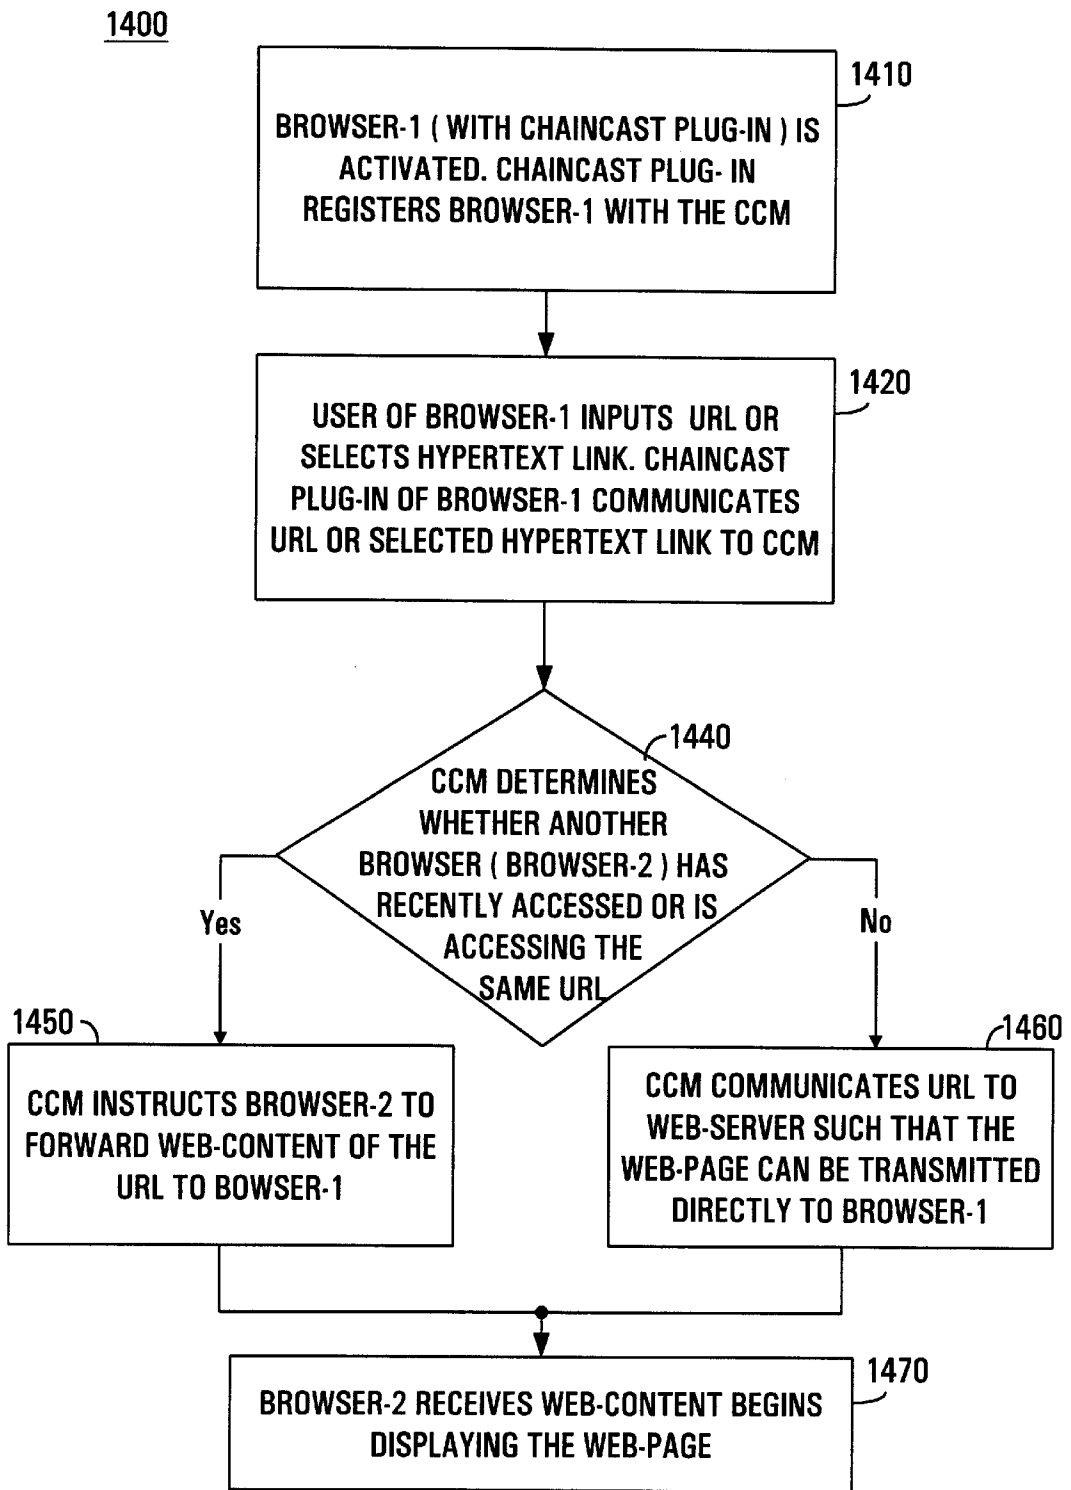 1400
1410
BROWSER-1 ( WITH CHAINCAST PLUG-IN ) IS
ACTIVATED. CHAINCAST PLUG- IN
REGISTERS BROWSER-1 WITH THE CCM
1420
USER OF BROWSER-1 INPUTS URL OR
SELECTS HYPERTEXT LINK. CHAINCAST
PLUG-IN OF BROWSER-1 COMMUNICATES
URL OR SELECTED HYPERTEXT LINK TO CCM
1440
CCM DETERMINES
WHETHER ANOTHER
BROWSER ( BROWSER-2 ) HAS
RECENTLY ACCESSED OR IS
ACCESSING THE
SAME URL
Yes
No
1450
CCM INSTRUCTS BROWSER-2 TO
FORWARD WEB-CONTENT OF THE
URL TO BOWSER-1
1460
CCM COMMUNICATES URL TO
WEB-SERVER SUCH THAT THE
WEB-PAGE CAN BE TRANSMITTED
DIRECTLY TO BROWSER-1
1470
BROWSER-2 RECEIVES WEB-CONTENT BEGINS
DISPLAYING THE WEB-PAGE